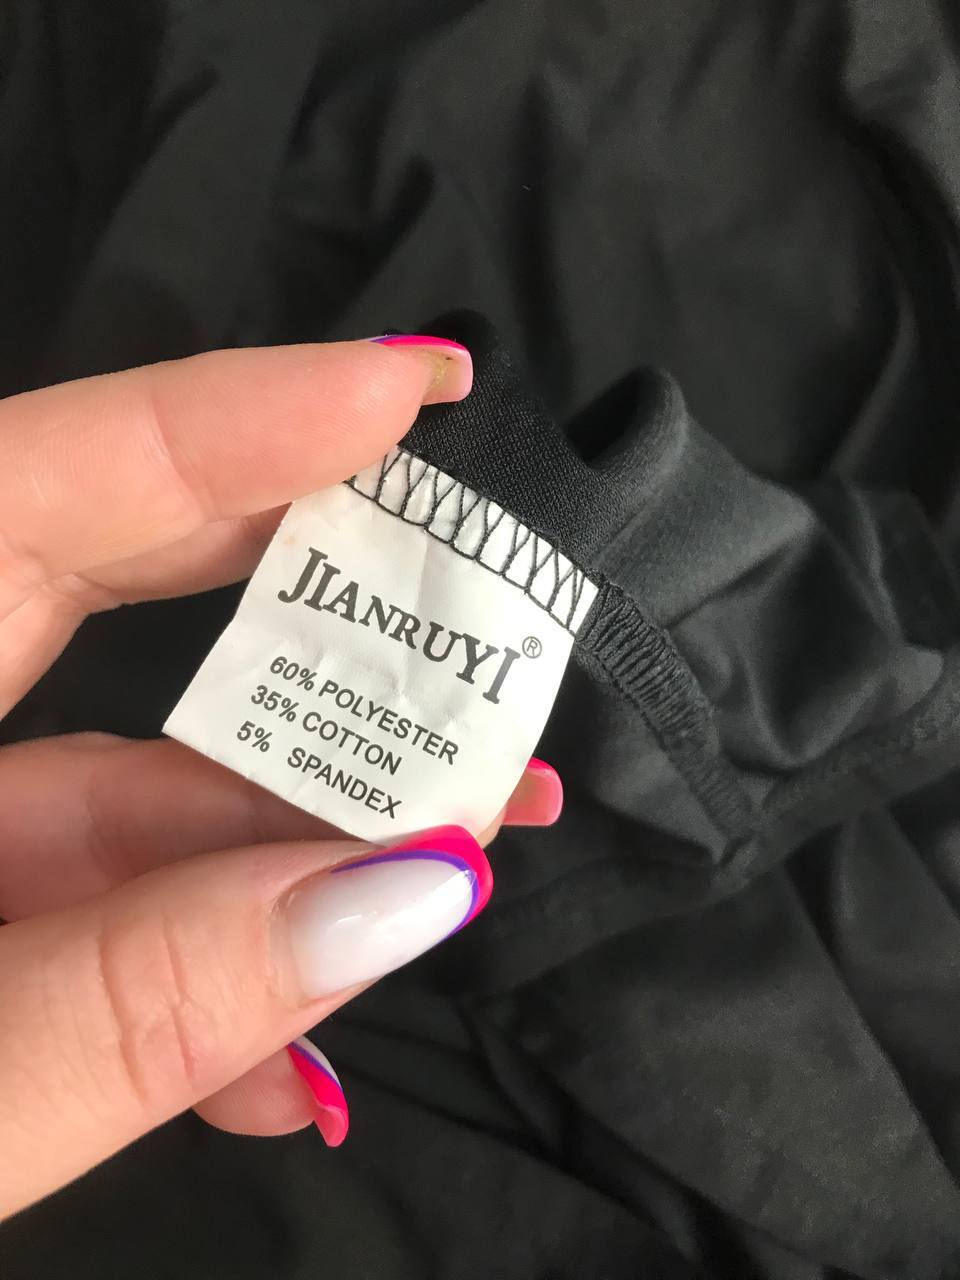 JIANRUYI®
60% POLYESTER
35% COTTON
5% SPANDEX